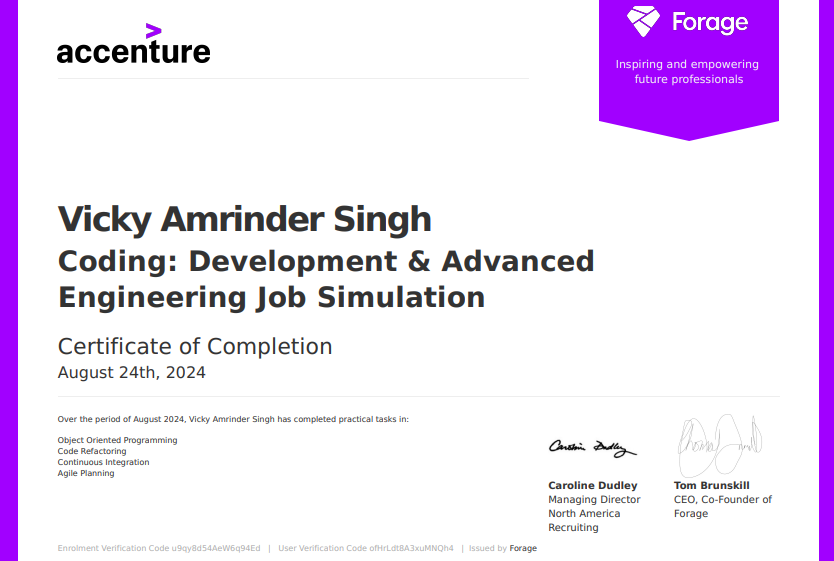 accenture
Forage
Inspiring and empowering
future professionals
Vicky Amrinder Singh
Coding: Development & Advanced
Engineering Job Simulation
Certificate of Completion
August 24th, 2024
Over the period of August 2024, Vicky Amrinder Singh has completed practical tasks in:
Object Oriented Programming
Code Refactoring
Continuous Integration
Agile Planning
Caroline Dudley
Caroline Dudley
Managing Director
North America
Recruiting
Tom Brunskill
CEO, Co-Founder of
Forage
Enrolment Verification Code u9qy8d54AeW6q94Ed | User Verification Code ofHrLdt8A3xuMNQh4 | Issued by Forage